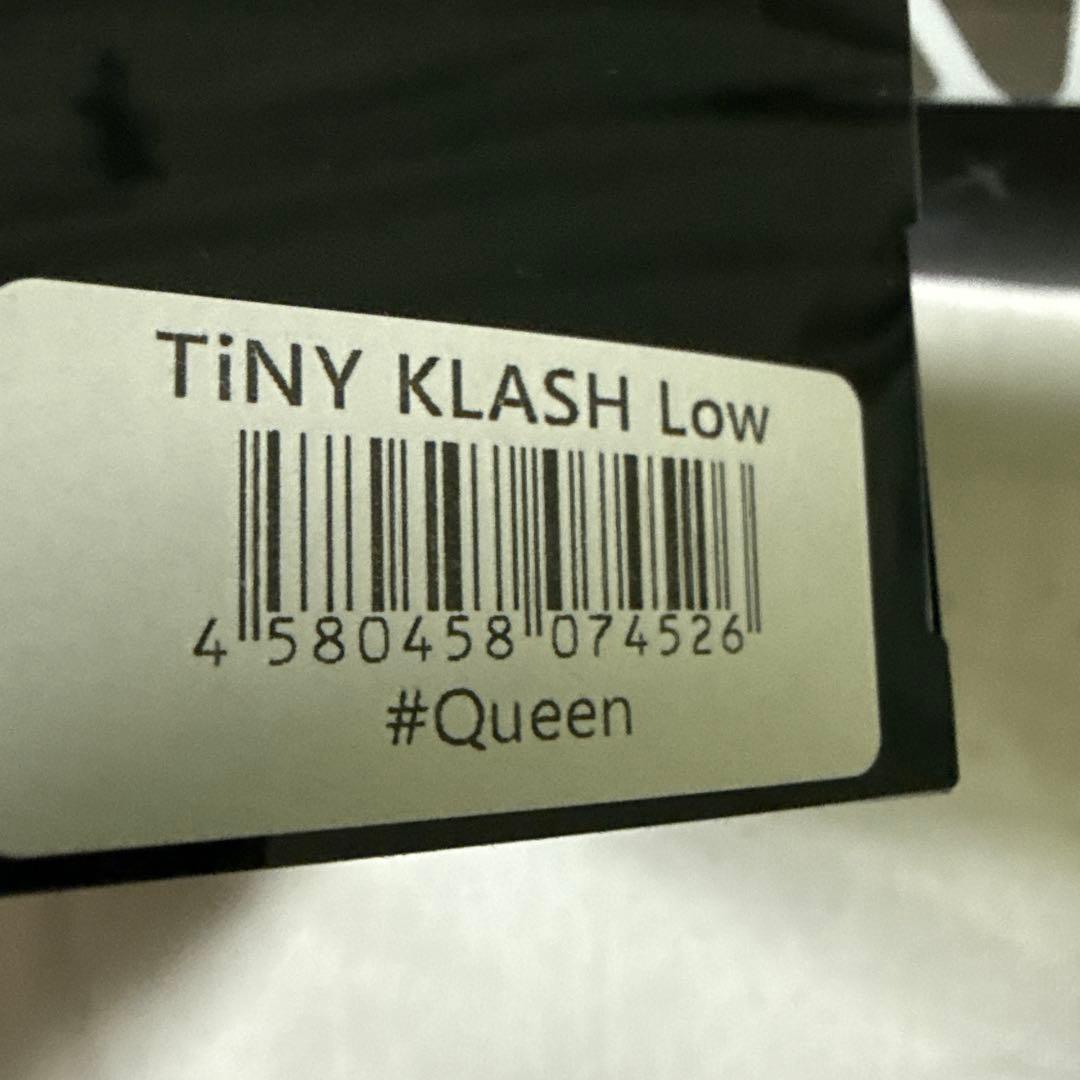 TiNY KLASH Low
4 580458 074526
#Queen